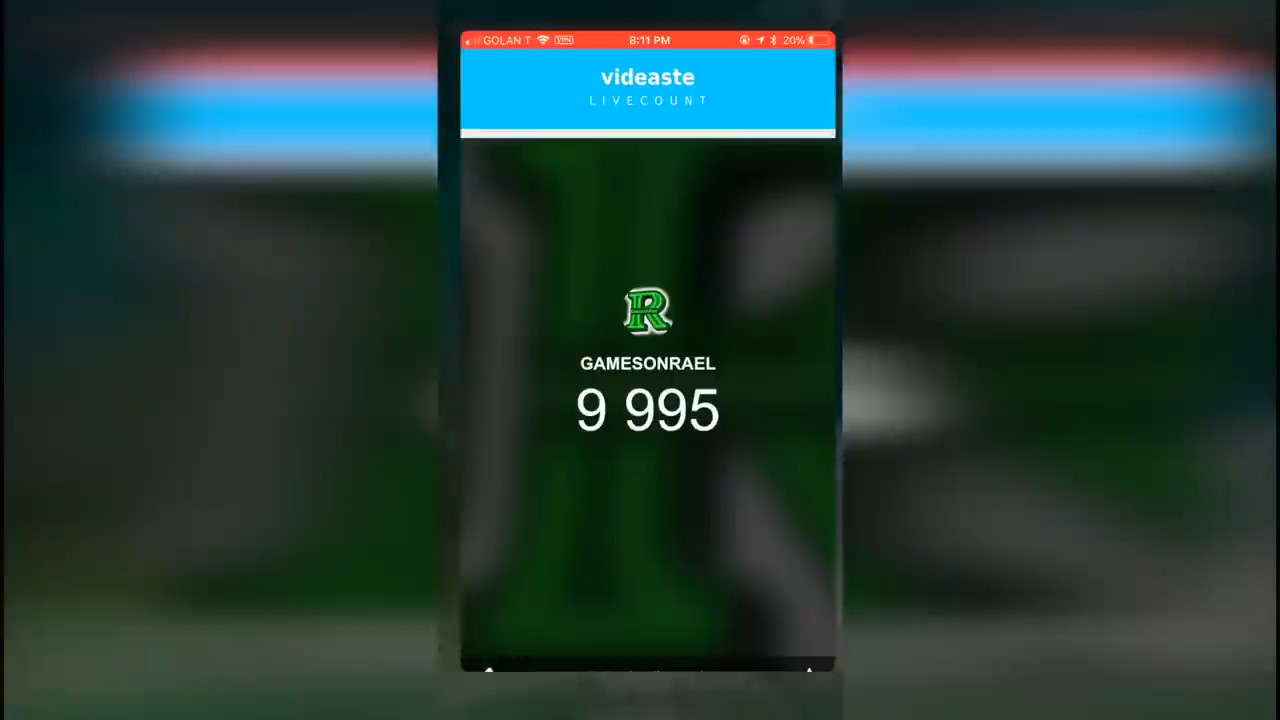 GOLAN T VPN 8:11 PM 20%
videaste
LIVECOUNT
R
GAMESONRAEL
9 995